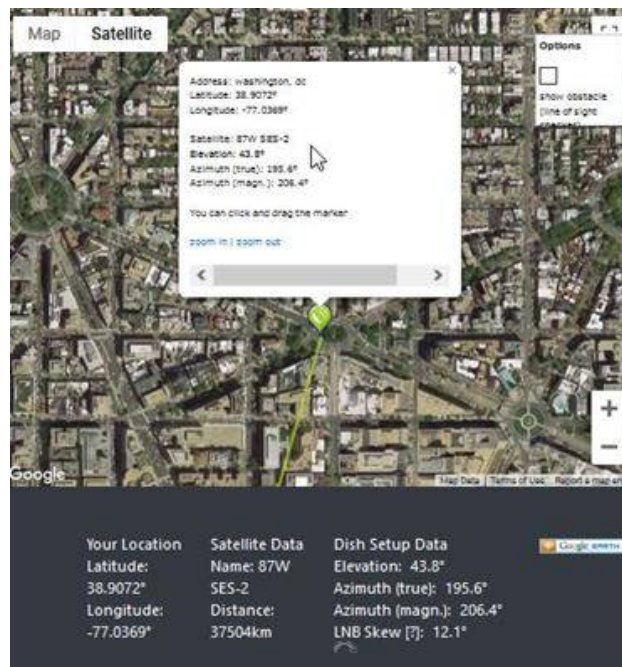 Map Satellite
Options
show obstacle
(line of sight
Address: washington, dc
Latitude: 38.9072°
Longitude: -77.0369°
Satellite: 87W SES-2
Elevation: 43.8°
Azimuth (true): 195.6°
Azimuth (magn.): 206.4°
You can click and drag the marker
zoom in | zoom out
Google
Map Data Terms of Use Report a map
Your Location
Latitude:
38.9072°
Longitude:
-77.0369°
Satellite Data
Name: 87W
SES-2
Distance:
37504km
Dish Setup Data
Elevation: 43.8°
Azimuth (true): 195.6°
Azimuth (magn.): 206.4°
LNB Skew [?]: 12.1°
Google EARTH